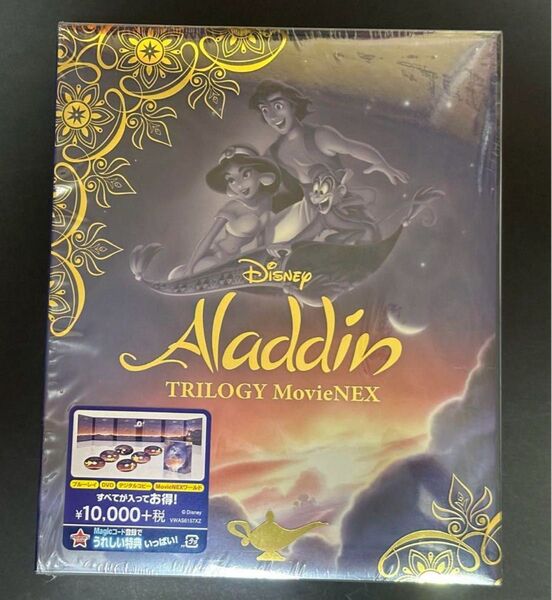 Disney
Aladdin
TRILOGY MovieNEX
ブルーレイ DVD デジタルコピー MovieNEXワールド
すべてが入ってお得!
© Disney
¥10,000+税
VWAS6157XZ
Magicコード登録で
うれしい特典 いっぱい!